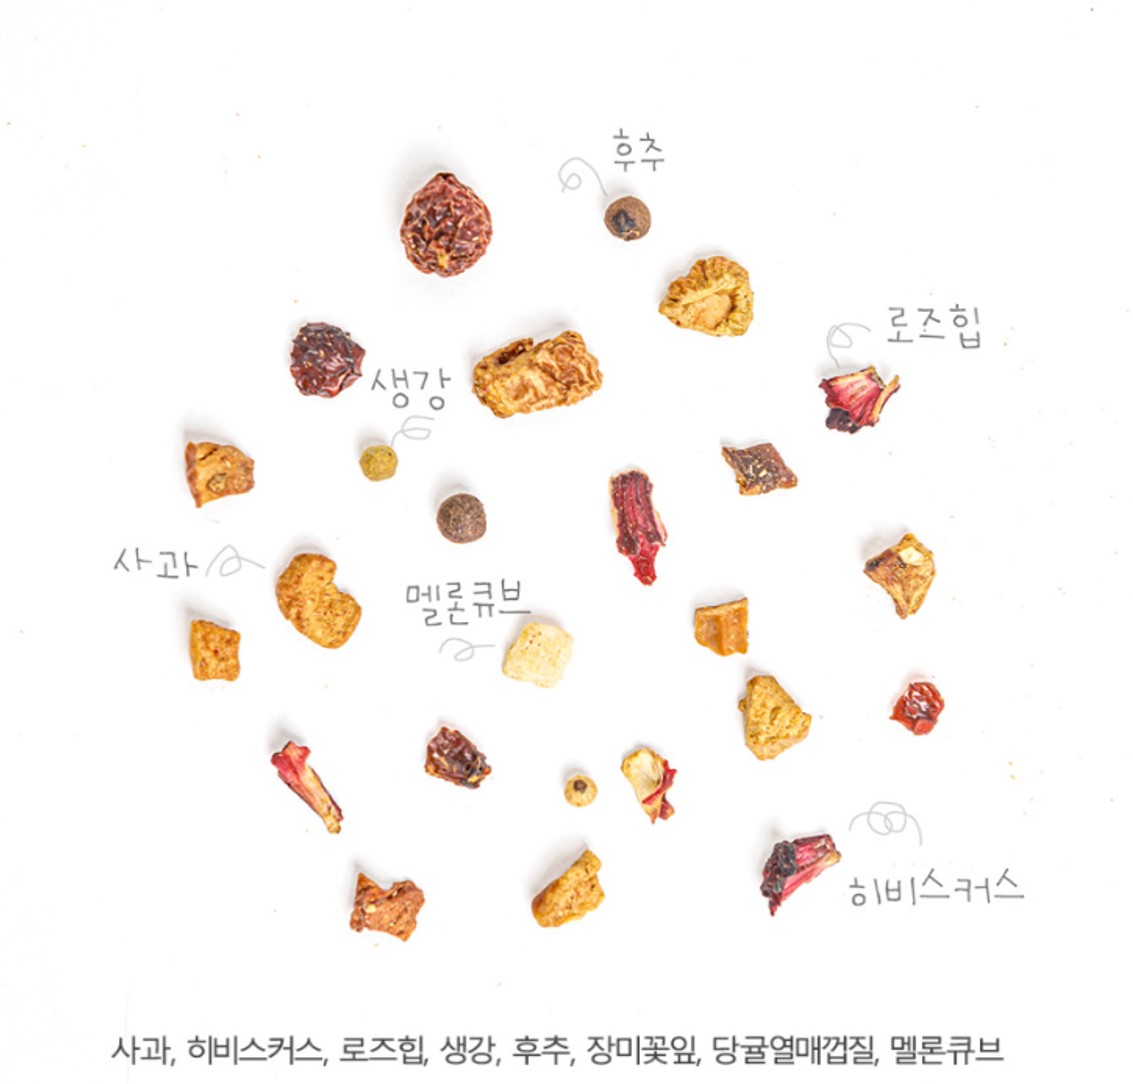 후추
로즈힙
생강
사과
멜론큐브
히비스커스
사과, 히비스커스, 로즈힙, 생강, 후추, 장미꽃잎, 당귤열매껍질, 멜론큐브